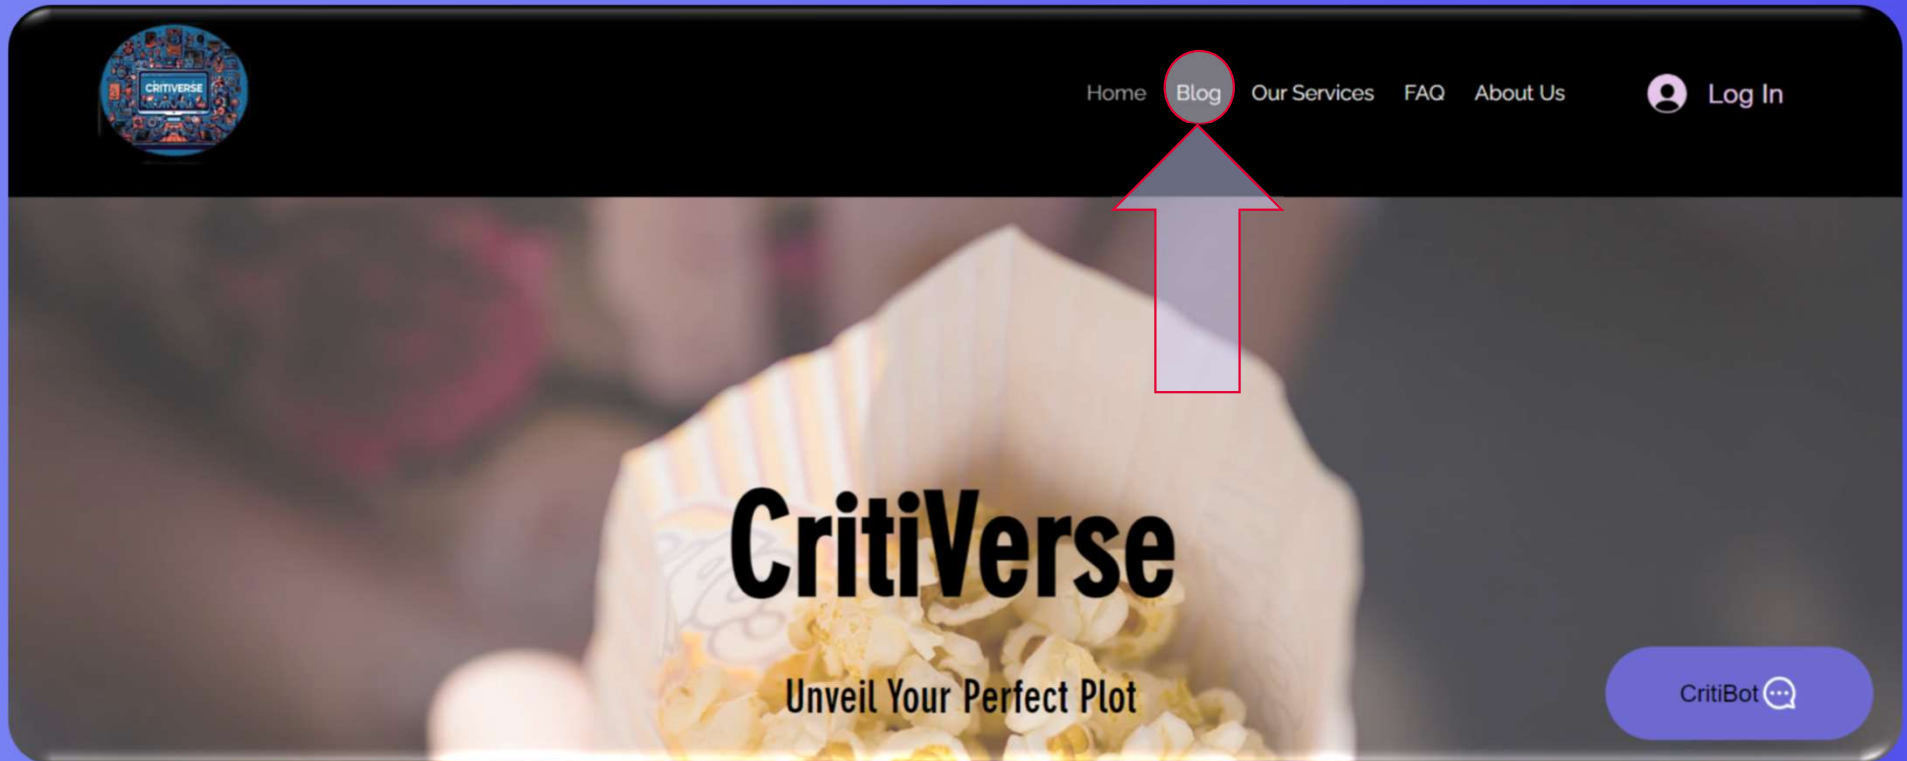 CRITIVERSE
Home Blog Our Services FAQ About Us Log In
CritiVerse
Unveil Your Perfect Plot
CritiBot